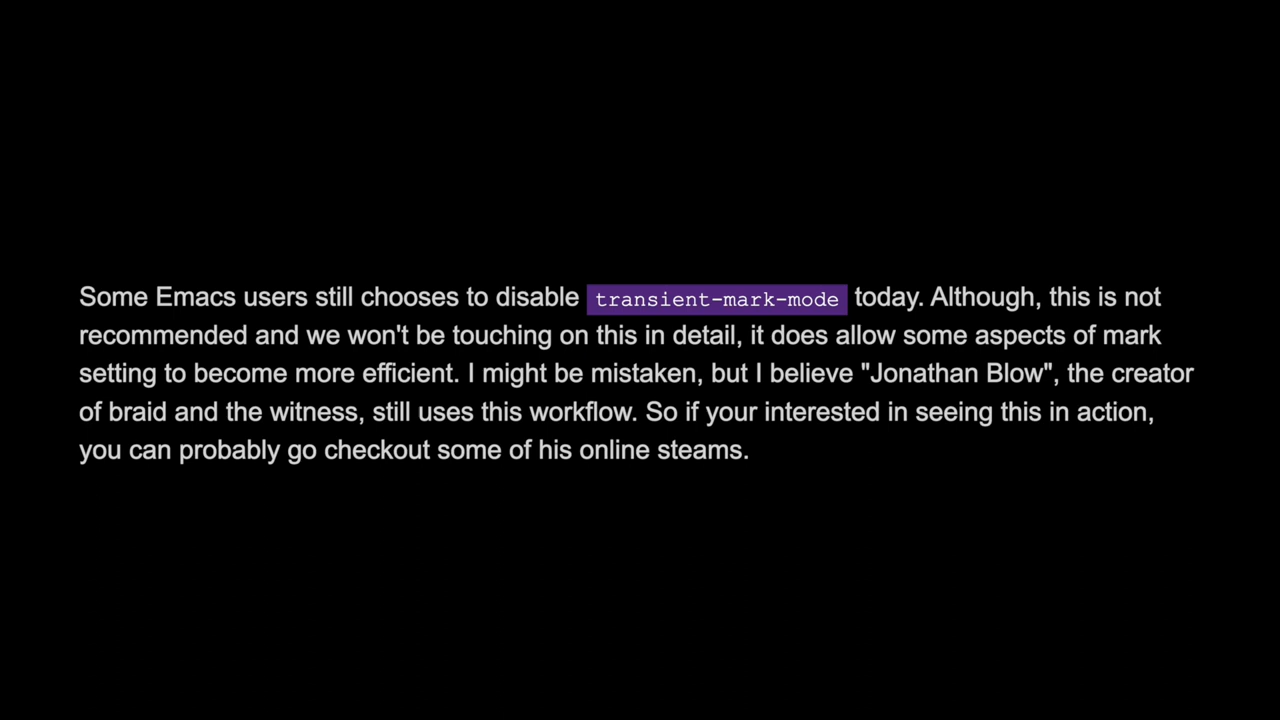 Some Emacs users still chooses to disable transient-mark-mode today. Although, this is not
recommended and we won't be touching on this in detail, it does allow some aspects of mark
setting to become more efficient. I might be mistaken, but I believe "Jonathan Blow", the creator
of braid and the witness, still uses this workflow. So if your interested in seeing this in action,
you can probably go checkout some of his online steams.